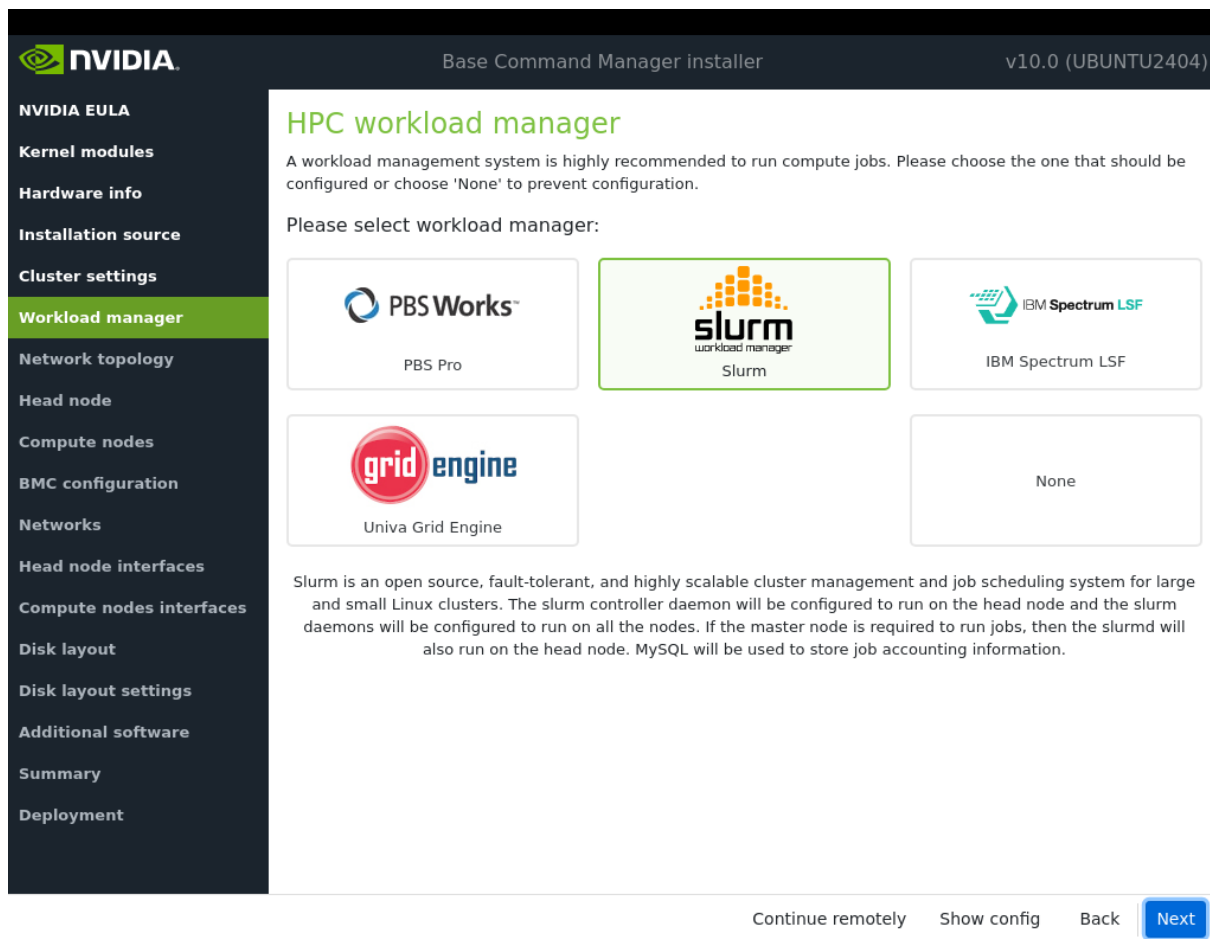 NVIDIA.
Base Command Manager installer
v10.0 (UBUNTU2404)
NVIDIA EULA
Kernel modules
Hardware info
Installation source
Cluster settings
Workload manager
Network topology
Head node
Compute nodes
BMC configuration
Networks
Head node interfaces
Compute nodes interfaces
Disk layout
Disk layout settings
Additional software
Summary
Deployment
HPC workload manager
A workload management system is highly recommended to run compute jobs. Please choose the one that should be
configured or choose 'None' to prevent configuration.
Please select workload manager:
PBS Works™
PBS Pro
slurm
workload manager
Slurm
IBM Spectrum LSF
IBM Spectrum LSF
grid engine
Univa Grid Engine
None
Slurm is an open source, fault-tolerant, and highly scalable cluster management and job scheduling system for large
and small Linux clusters. The slurm controller daemon will be configured to run on the head node and the slurm
daemons will be configured to run on all the nodes. If the master node is required to run jobs, then the slurmd will
also run on the head node. MySQL will be used to store job accounting information.
Continue remotely
Show config
Back
Next